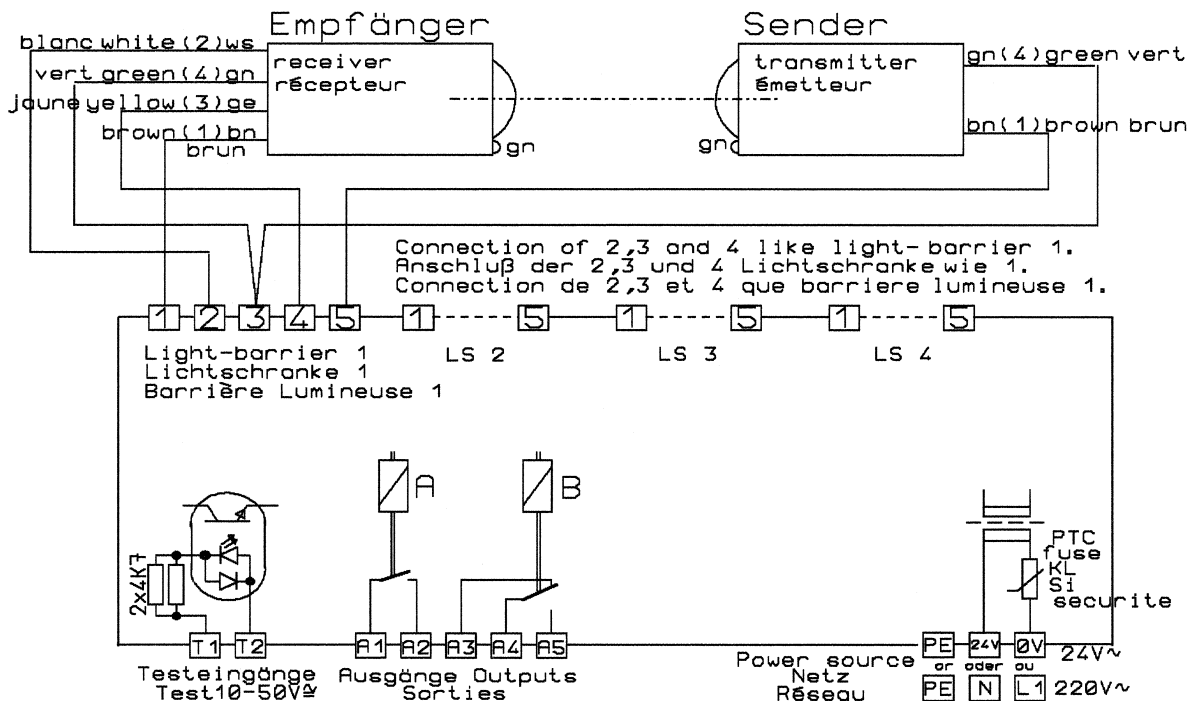 Empfänger
Sender
blanc white(2)ws
vert green(4)gn
jaune yellow(3)ge
brown(1)bn
brun
receiver
récepteur
gn
transmitter
émetteur
gn
gn(4)green vert
bn(1)brown brun
Connection of 2,3 and 4 like light-barrier 1.
Anschluß der 2,3 und 4 Lichtschranke wie 1.
Connection de 2,3 et 4 que barriere lumineuse 1.
1 2 3 4 5 1 5 1 5 1 5
Light-barrier 1
Lichtschranke 1
Barrière Lumineuse 1
LS 2
LS 3
LS 4
A
B
2x4K7
PTC
fuse
KL
Si
securite
T1 T2 A1 A2 A3 A4 A5 PE 24V 0V 24V~
Testeingänge
Test10-50V≂
Ausgänge Outputs
Sorties
Power source
Netz
Réseau
or oder ou
PE N L1 220V~